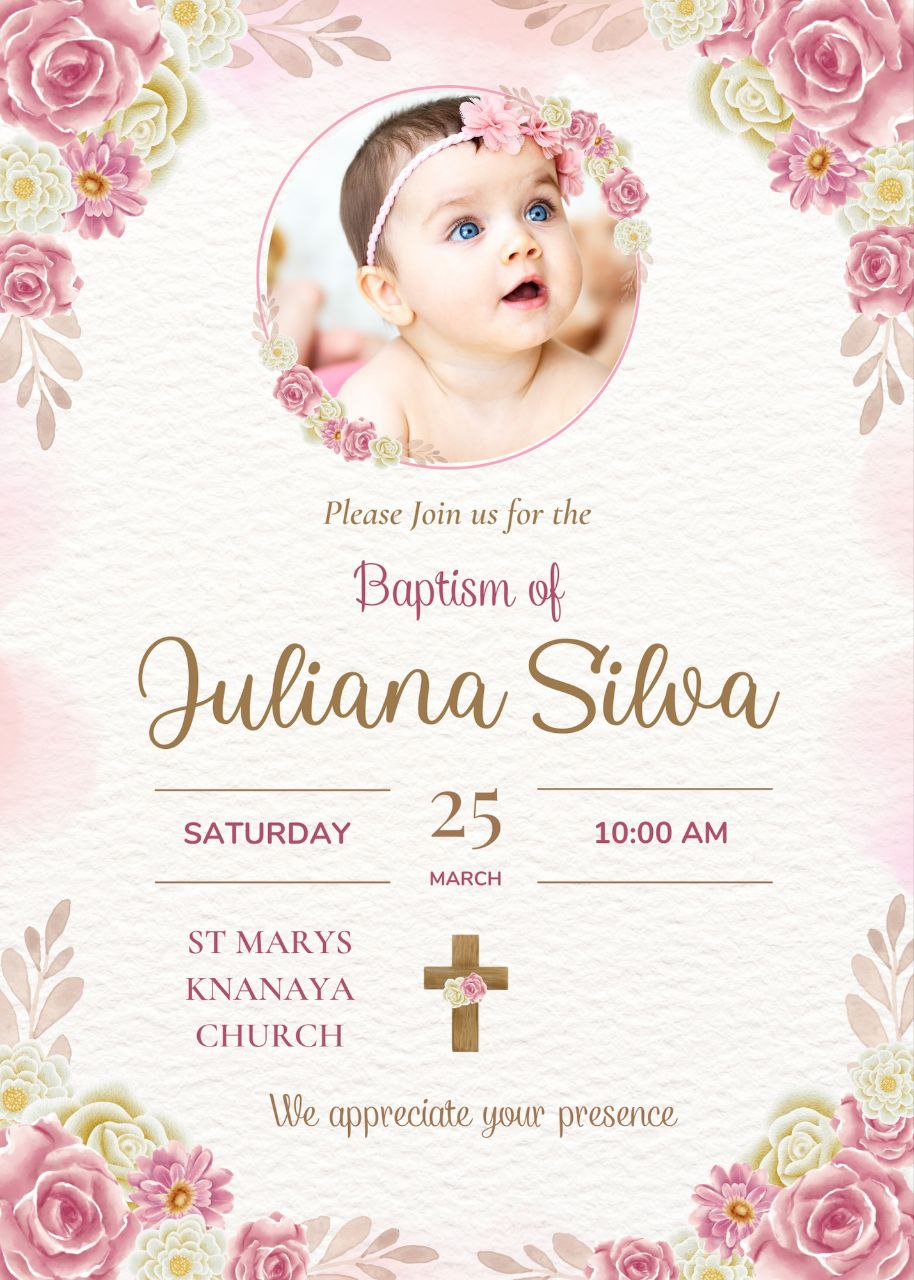 Please Join us for the
Baptism of
Juliana Silva
SATURDAY
25
MARCH
10:00 AM
ST MARYS
KNANAYA
CHURCH
We appreciate your presence